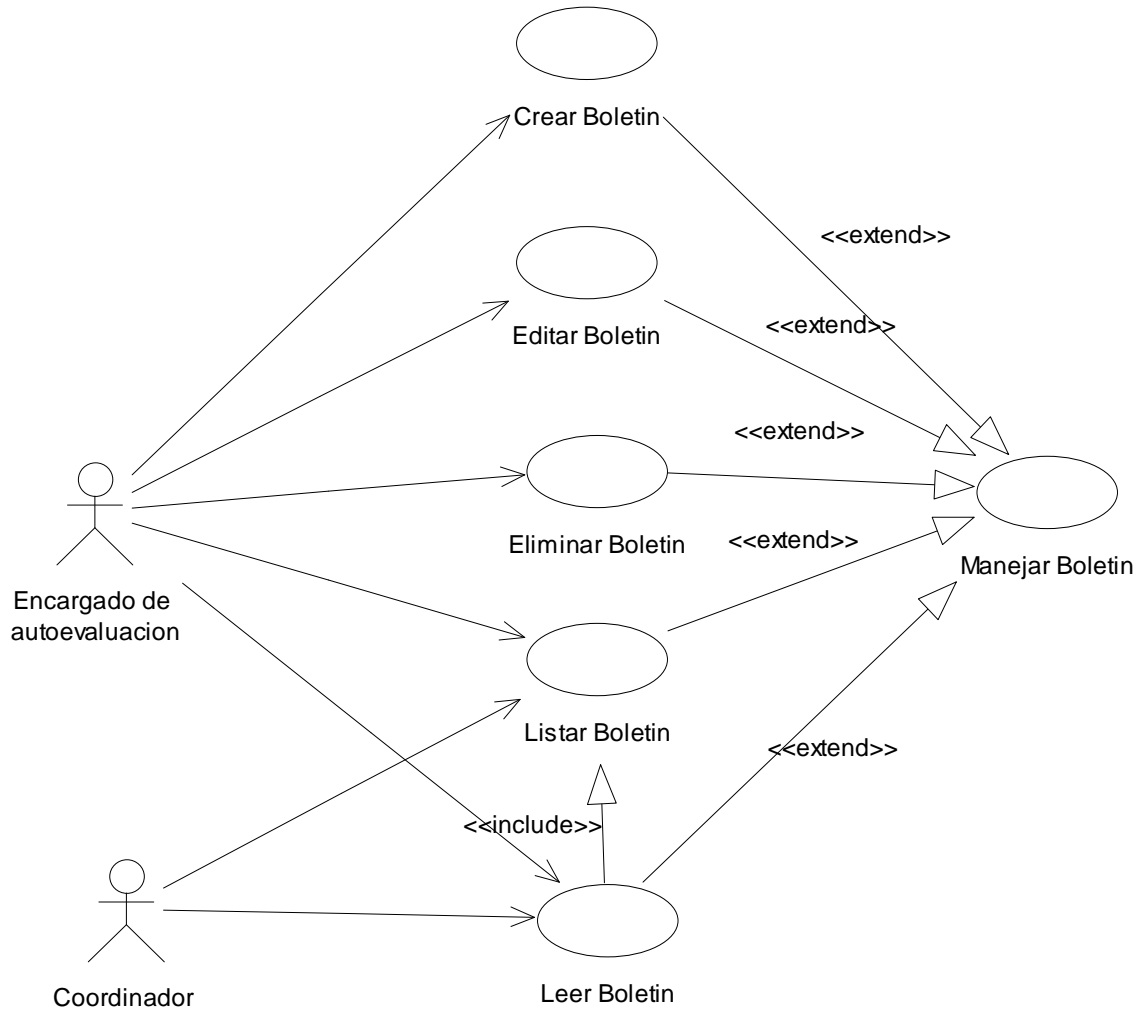 Crear Boletin
<<extend>>
<<extend>>
Editar Boletin
<<extend>>
Eliminar Boletin
<<extend>>
Manejar Boletin
Encargado de
autoevaluacion
Listar Boletin
<<extend>>
<<include>>
Coordinador
Leer Boletin